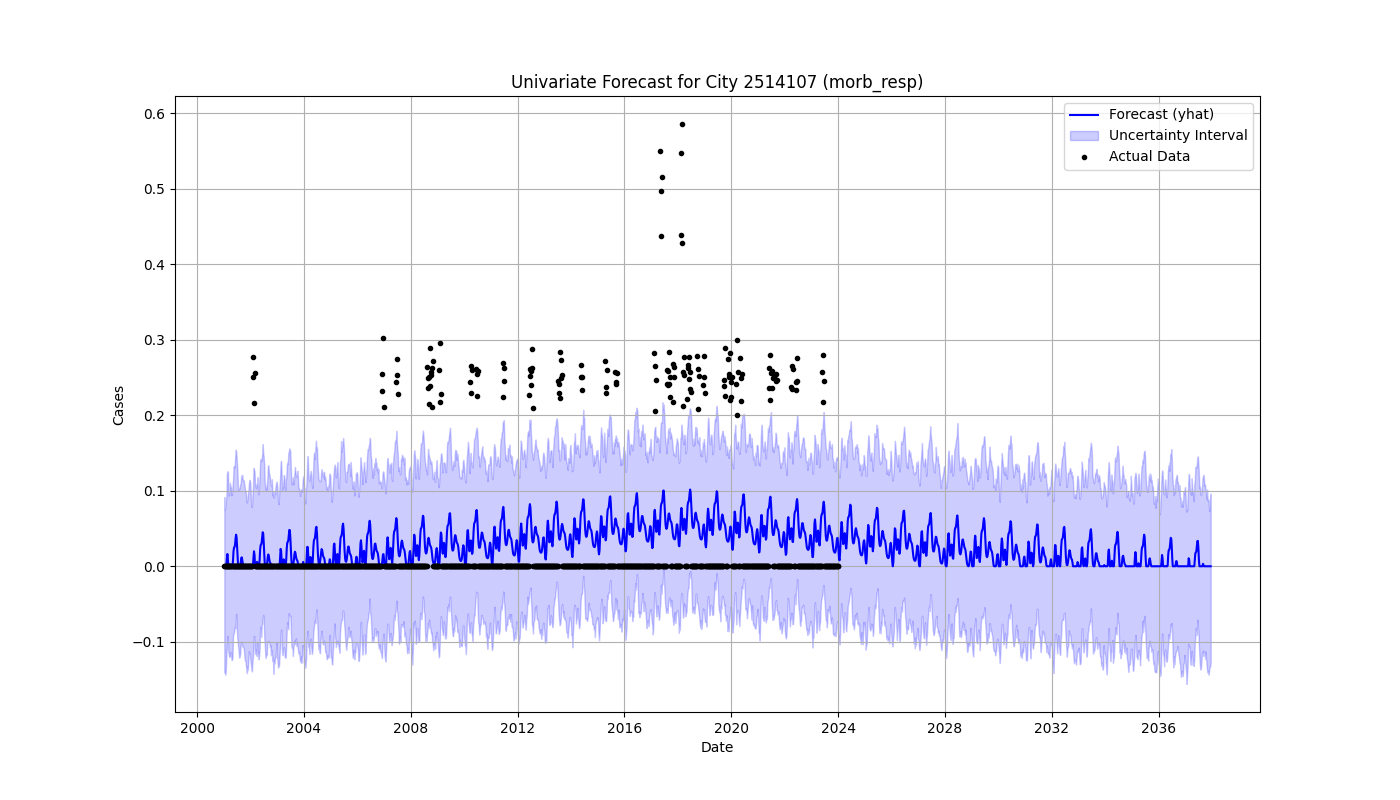 Univariate Forecast for City 2514107 (morb_resp)
Forecast (yhat)
Uncertainty Interval
Actual Data
Cases
0.6
0.5
0.4
0.3
0.2
0.1
0.0
−0.1
2000 2004 2008 2012 2016 2020 2024 2028 2032 2036
Date